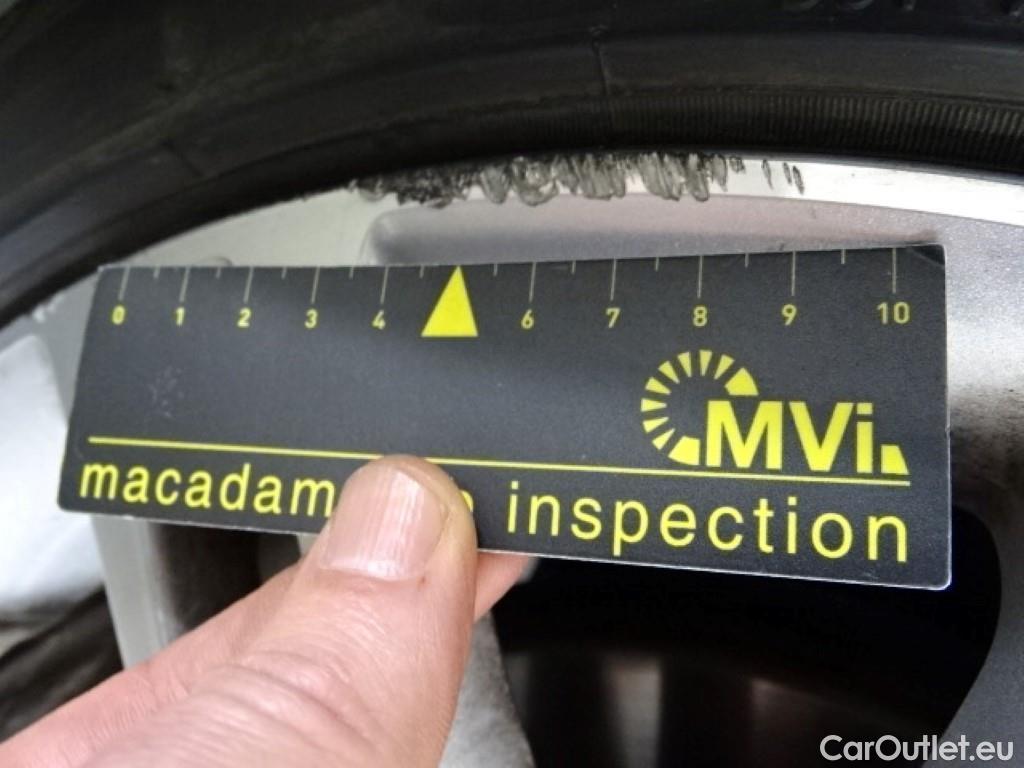 0 1 2 3 4 6 7 8 9 10
MVi
macadam inspection
CarOutlet.eu